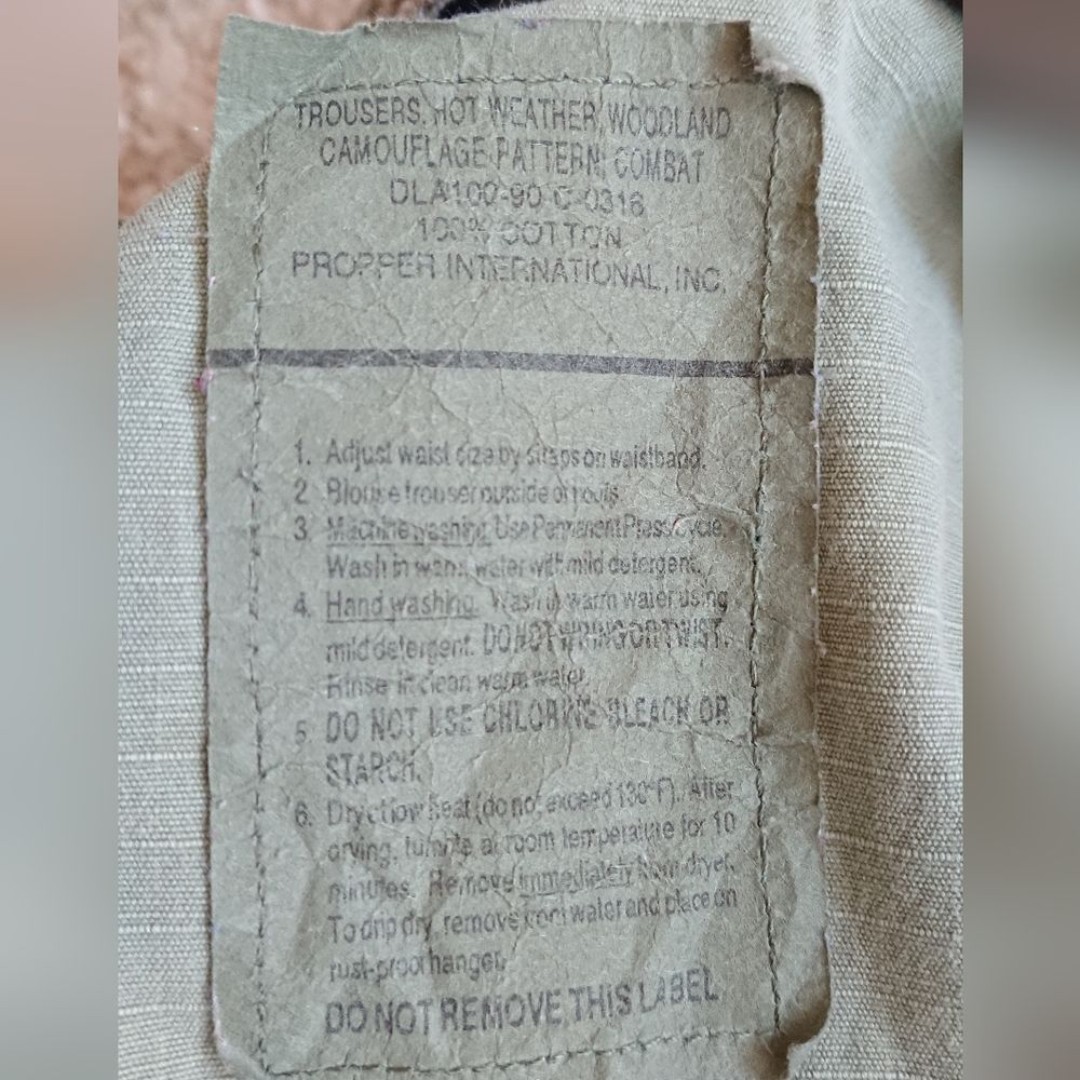 TROUSERS, HOT WEATHER, WOODLAND
CAMOUFLAGE PATTERN, COMBAT
DLA100-90-C-0316
100% COTTON
PROPPER INTERNATIONAL, INC.
1. Adjust waist size by straps on waistband.
2 Blouse trouser outside of boots
3. Machine washing: Use Permanent Press Cycle.
Wash in warm water with mild detergent.
4. Hand washing: Wash in warm water using
mild detergent. DO NOT WRING OR TWIST.
Rinse in clean warm water.
5. DO NOT USE CHLORINE BLEACH OR
STARCH.
6. Dry at low heat (do not exceed 130°F). After
drying, tumble at room temperature for 10
minutes. Remove immediately from dryer.
To drip dry, remove from water and place on
rust-proof hanger.
DO NOT REMOVE THIS LABEL